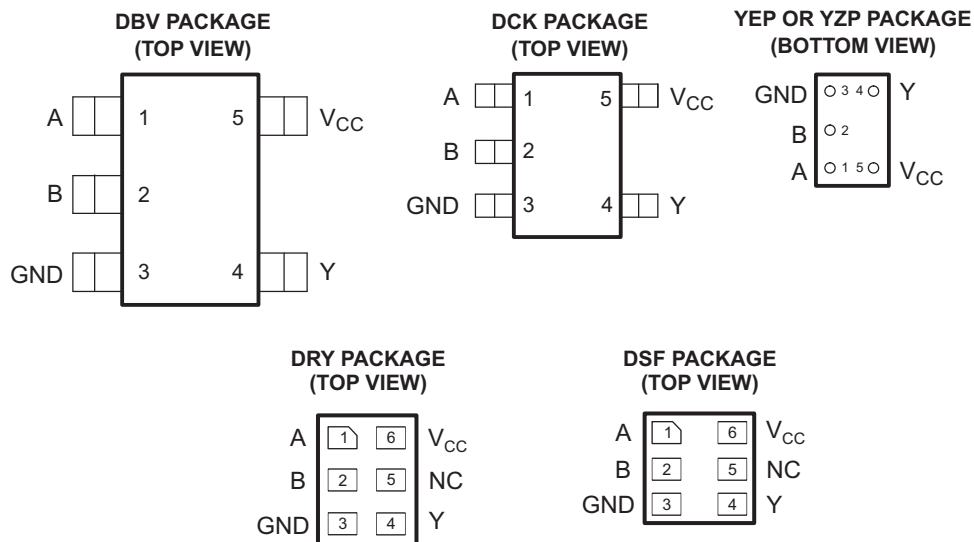 DBV PACKAGE
(TOP VIEW)
A 1 5 VCC
B 2
GND 3 4 Y
DCK PACKAGE
(TOP VIEW)
A 1 5 VCC
B 2
GND 3 4 Y
YEP OR YZP PACKAGE
(BOTTOM VIEW)
GND 3 4 Y
B 2
A 1 5 VCC
DRY PACKAGE
(TOP VIEW)
A 1 6 VCC
B 2 5 NC
GND 3 4 Y
DSF PACKAGE
(TOP VIEW)
A 1 6 VCC
B 2 5 NC
GND 3 4 Y